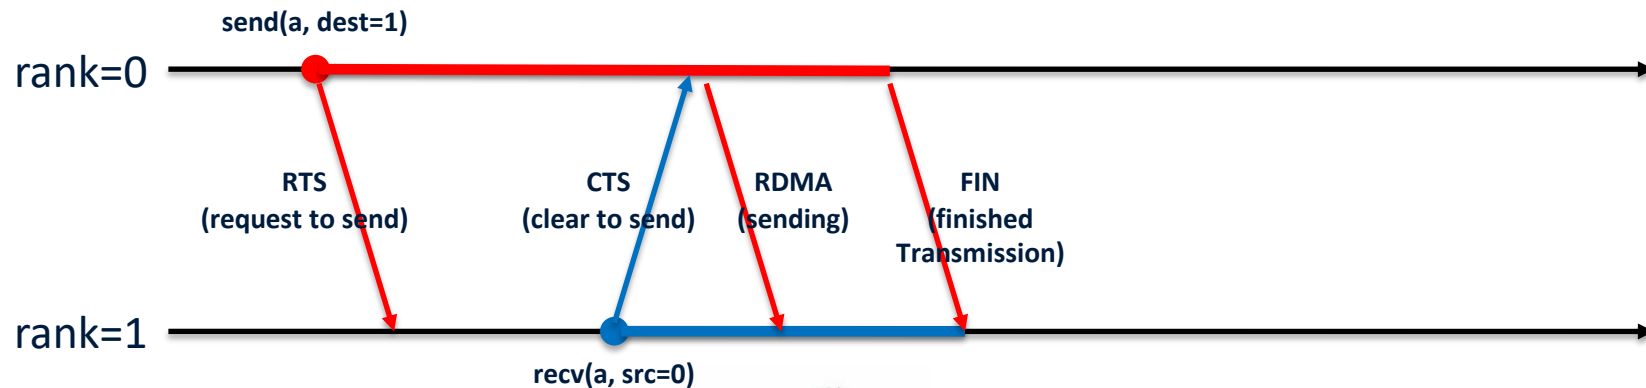 send(a, dest=1)
rank=0
RTS
(request to send)
CTS
(clear to send)
RDMA
(sending)
FIN
(finished
Transmission)
rank=1
recv(a, src=0)